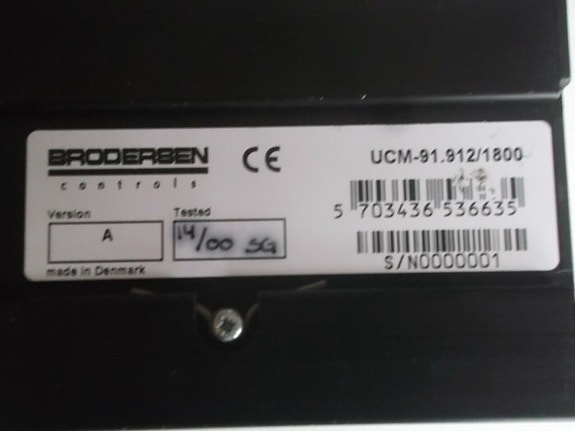 BRODERSEN
controls
CE
UCM-91.912/1800
5 703436 536635
S/N0000001
Version
A
Tested
14/00 SG
made in Denmark